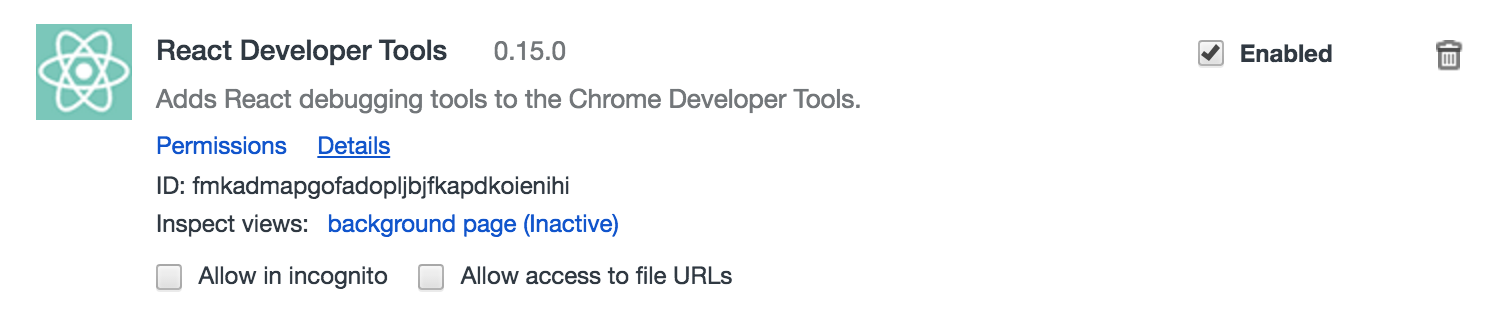 React Developer Tools 0.15.0 Enabled
Adds React debugging tools to the Chrome Developer Tools.
Permissions Details
ID: fmkadmapgofadopljbjfkapdkoienihi
Inspect views: background page (Inactive)
Allow in incognito Allow access to file URLs